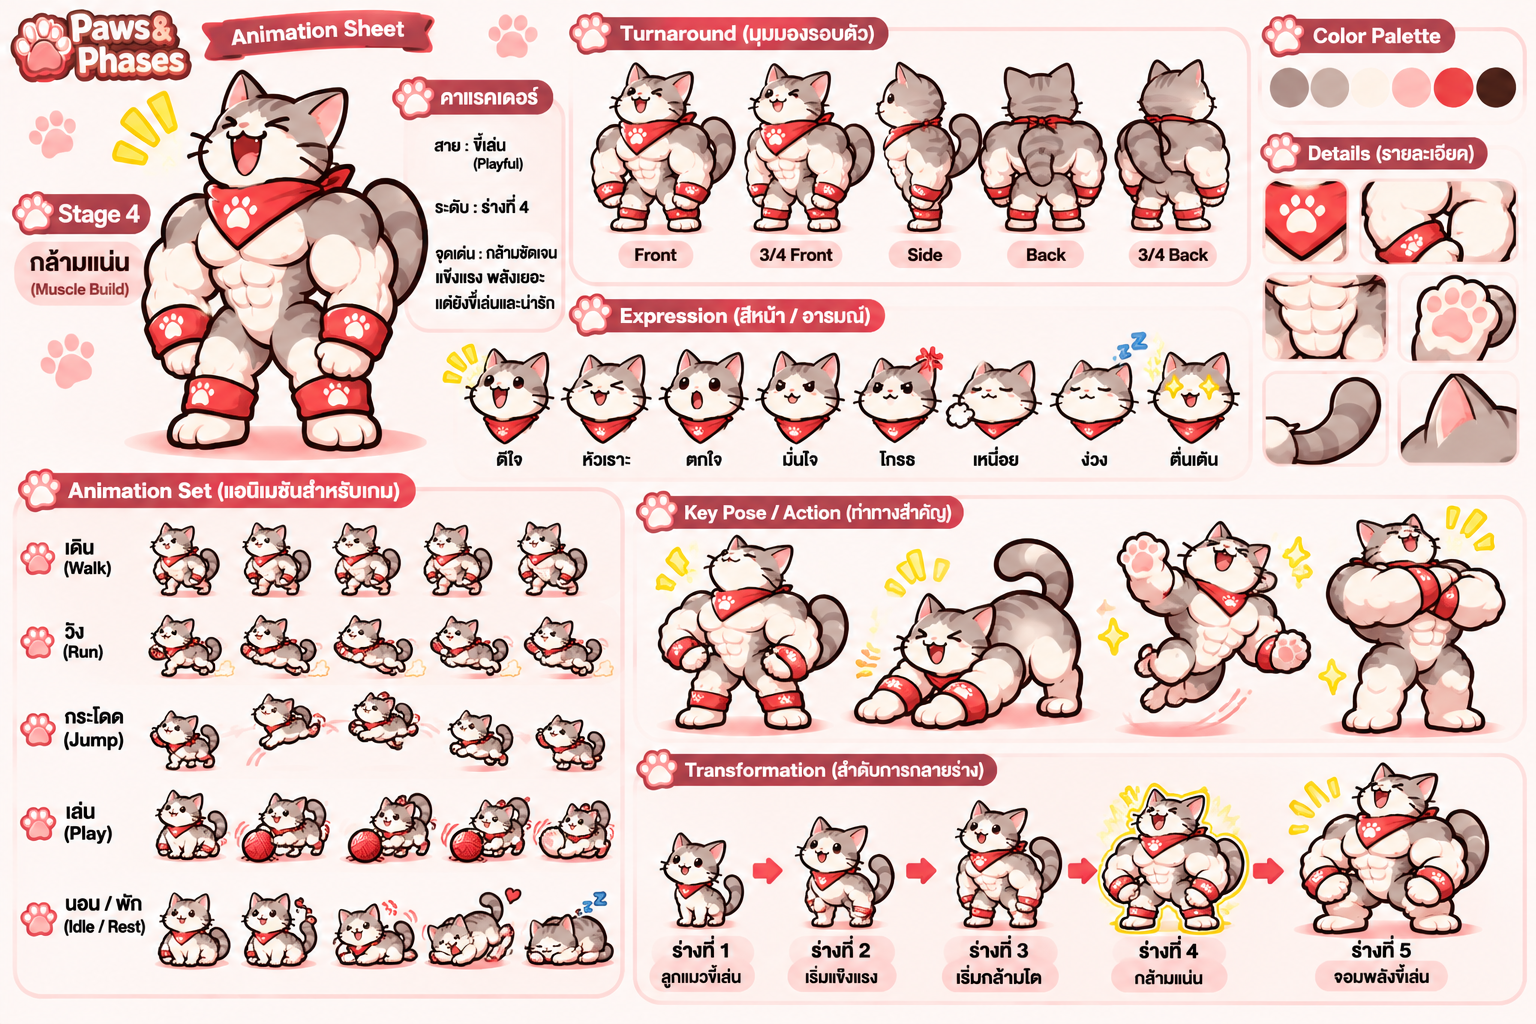 Paws&
Phases
Animation Sheet
Stage 4
กล้ามแน่น
(Muscle Build)
คาแรคเตอร์
สาย : ขี้เล่น
(Playful)
ระดับ : ร่างที่ 4
จุดเด่น : กล้ามชัดเจน
แข็งแรง พลังเยอะ
แต่ยังขี้เล่นและน่ารัก
Turnaround (มุมมองรอบตัว)
Front
3/4 Front
Side
Back
3/4 Back
Color Palette
Details (รายละเอียด)
Expression (สีหน้า / อารมณ์)
zz
ดีใจ
หัวเราะ
ตกใจ
มั่นใจ
โกรธ
เหนื่อย
ง่วง
ตื่นเต้น
Animation Set (แอนิเมชันสำหรับเกม)
เดิน
(Walk)
วิ่ง
(Run)
กระโดด
(Jump)
เล่น
(Play)
นอน / พัก
(Idle / Rest)
zz
Key Pose / Action (ท่าทางสำคัญ)
Transformation (ลำดับการกลายร่าง)
ร่างที่ 1
ลูกแมวขี้เล่น
ร่างที่ 2
เริ่มแข็งแรง
ร่างที่ 3
เริ่มกล้ามโต
ร่างที่ 4
กล้ามแน่น
ร่างที่ 5
จอมพลังขี้เล่น